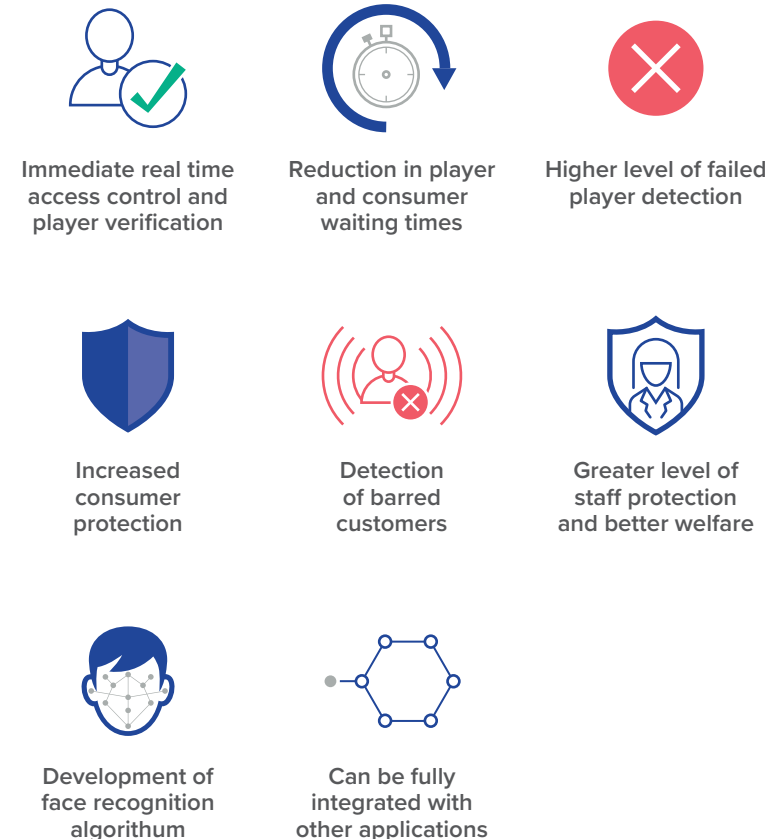 Immediate real time
access control and
player verification
Reduction in player
and consumer
waiting times
Higher level of failed
player detection
Increased
consumer
protection
Detection
of barred
customers
Greater level of
staff protection
and better welfare
Development of
face recognition
algorithum
Can be fully
integrated with
other applications